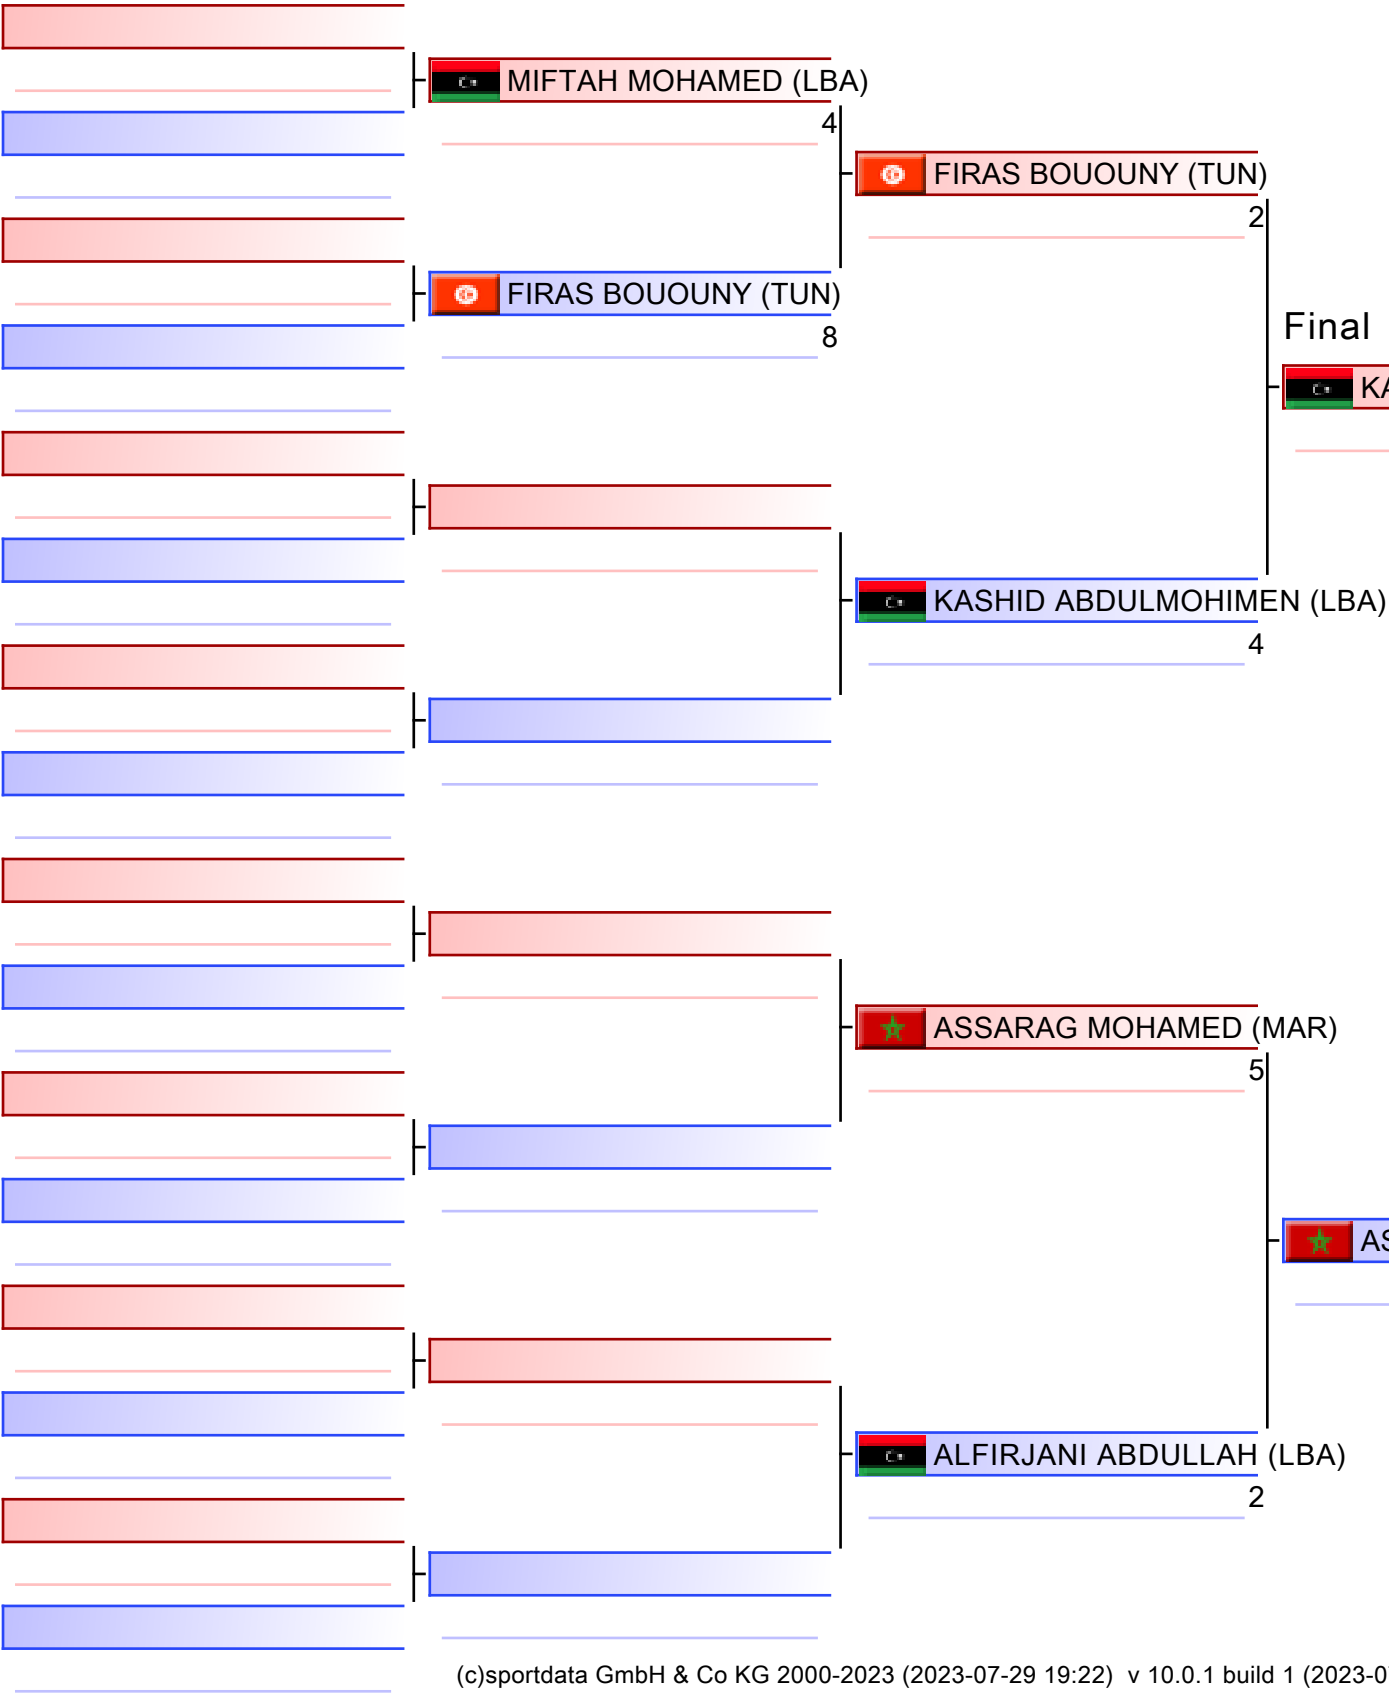 MIFTAH MOHAMED (LBA)
4
FIRAS BOUOUNY (TUN)
2
FIRAS BOUOUNY (TUN)
8
Final
KA
KASHID ABDULMOHIMEN (LBA)
4
ASSARAG MOHAMED (MAR)
5
AS
ALFIRJANI ABDULLAH (LBA)
2
(c)sportdata GmbH & Co KG 2000-2023 (2023-07-29 19:22) v 10.0.1 build 1 (2023-0